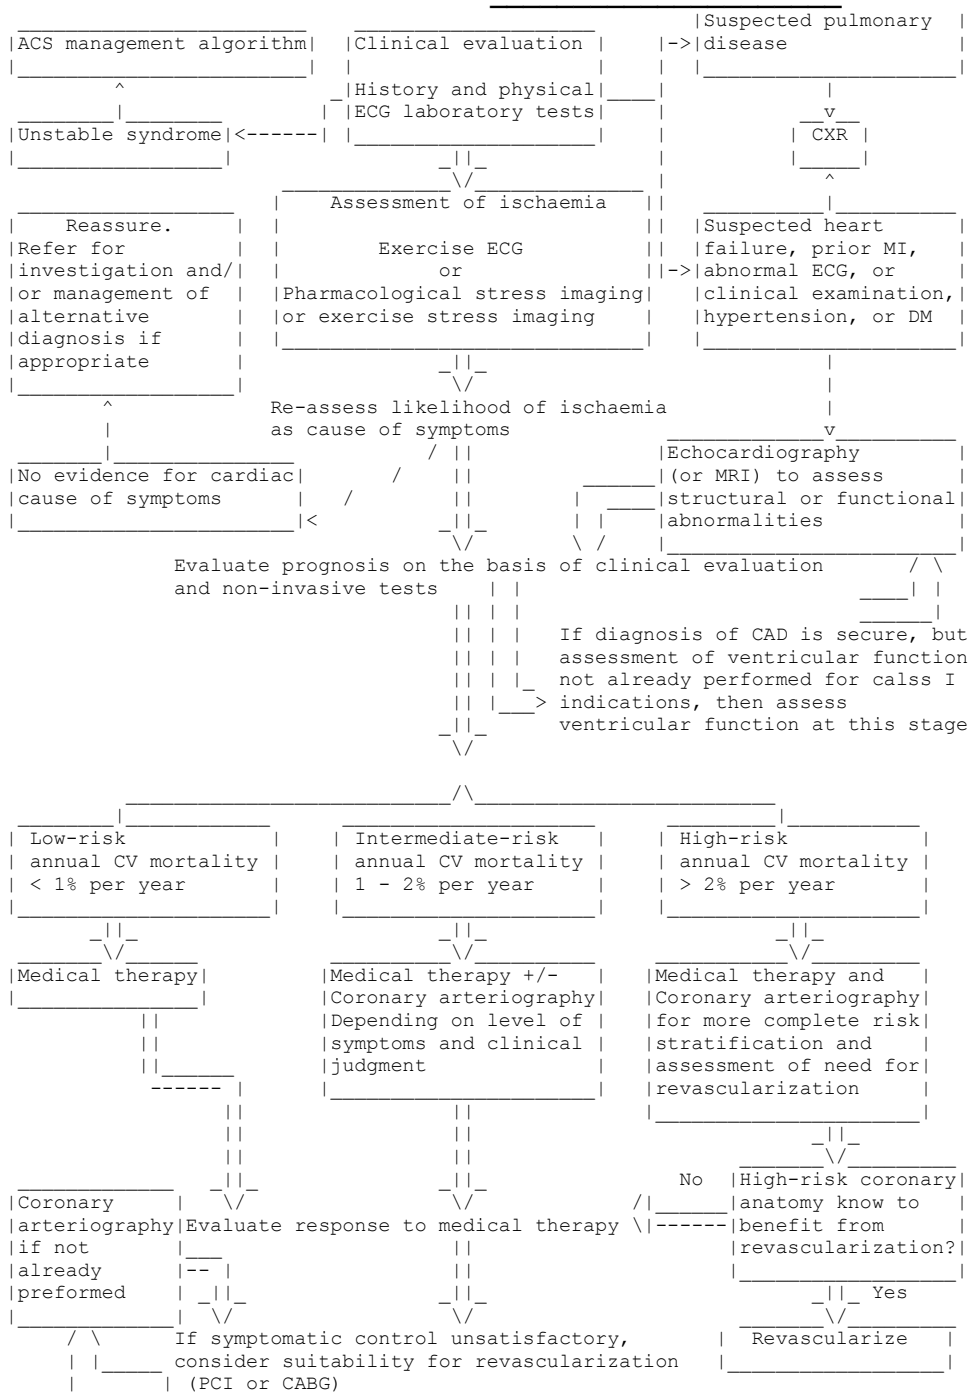 Suspected pulmonary
disease
ACS management algorithm
Clinical evaluation
History and physical
ECG laboratory tests
Unstable syndrome
CXR
Assessment of ischaemia
Exercise ECG
or
Pharmacological stress imaging
or exercise stress imaging
Reassure.
Refer for
investigation and/
or management of
alternative
diagnosis if
appropriate
Suspected heart
failure, prior MI,
abnormal ECG, or
clinical examination,
hypertension, or DM
Re-assess likelihood of ischaemia
as cause of symptoms
No evidence for cardiac
cause of symptoms
Echocardiography
(or MRI) to assess
structural or functional
abnormalities
Evaluate prognosis on the basis of clinical evaluation
and non-invasive tests
If diagnosis of CAD is secure, but
assessment of ventricular function
not already performed for calss I
indications, then assess
ventricular function at this stage
Low-risk
annual CV mortality
< 1% per year
Intermediate-risk
annual CV mortality
1 - 2% per year
High-risk
annual CV mortality
> 2% per year
Medical therapy
Medical therapy +/-
Coronary arteriography
Depending on level of
symptoms and clinical
judgment
Medical therapy and
Coronary arteriography
for more complete risk
stratification and
assessment of need for
revascularization
Coronary
arteriography
if not
already
preformed
Evaluate response to medical therapy
No
High-risk coronary
anatomy know to
benefit from
revascularization?
Yes
If symptomatic control unsatisfactory,
consider suitability for revascularization
(PCI or CABG)
Revascularize